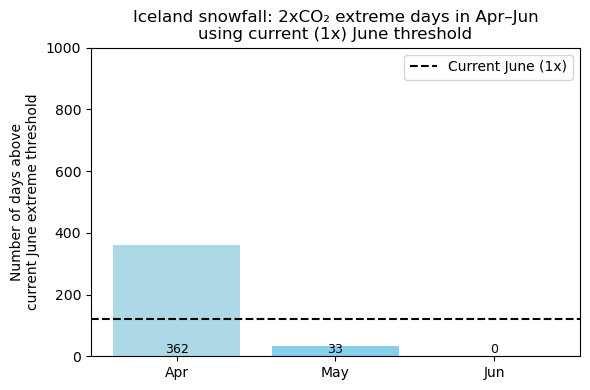 Iceland snowfall: 2xCO₂ extreme days in Apr–Jun
using current (1x) June threshold
Number of days above
current June extreme threshold
1000
800
600
400
200
0
Current June (1x)
362
33
0
Apr
May
Jun